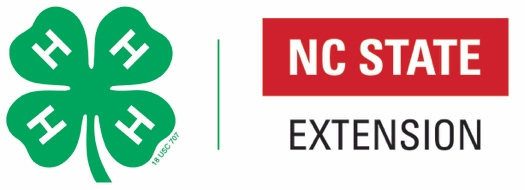 H H
H H
18 USC 707
NC STATE
EXTENSION